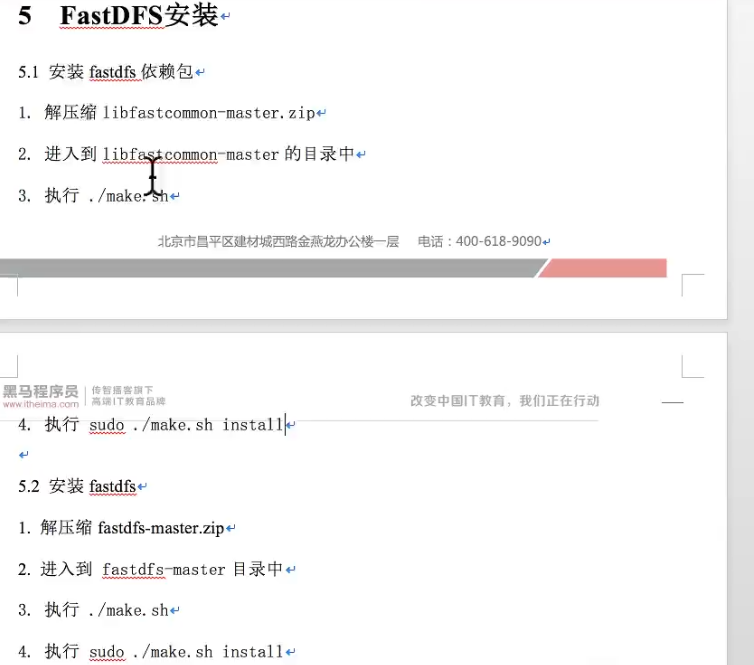 5 FastDFS安装
5.1 安装 fastdfs 依赖包
1. 解压缩 libfastcommon-master.zip
2. 进入到 libfastcommon-master 的目录中
3. 执行 ./make.sh
北京市昌平区建材城西路金燕龙办公楼一层 电话：400-618-9090
黑马程序员 传智播客旗下
www.itheima.com 高端IT教育品牌
改变中国IT教育，我们正在行动
4. 执行 sudo ./make.sh install
5.2 安装 fastdfs
1. 解压缩 fastdfs-master.zip
2. 进入到 fastdfs-master 目录中
3. 执行 ./make.sh
4. 执行 sudo ./make.sh install